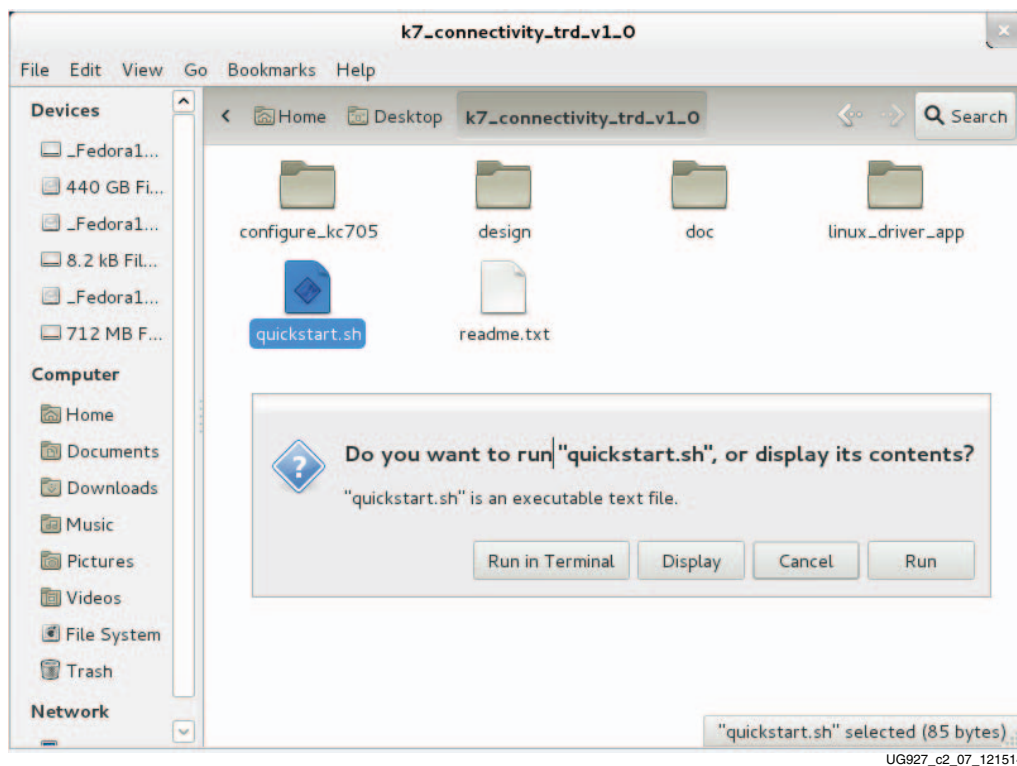 k7_connectivity_trd_v1_0
File Edit View Go Bookmarks Help
Devices
_Fedora1...
440 GB Fi...
_Fedora1...
8.2 kB Fil...
_Fedora1...
712 MB F...
Computer
Home
Documents
Downloads
Music
Pictures
Videos
File System
Trash
Network
Home Desktop k7_connectivity_trd_v1_0 Search
configure_kc705 design doc linux_driver_app
quickstart.sh readme.txt
Do you want to run "quickstart.sh", or display its contents?
"quickstart.sh" is an executable text file.
Run in Terminal Display Cancel Run
"quickstart.sh" selected (85 bytes)